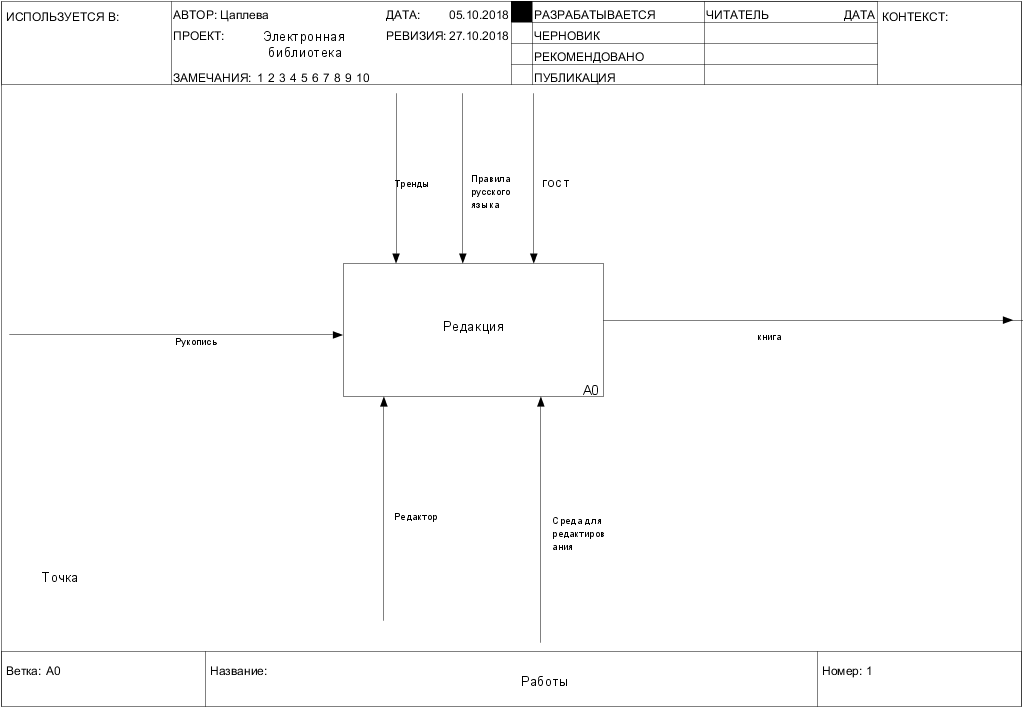 ИСПОЛЬЗУЕТСЯ В:
АВТОР: Цаплева
ДАТА: 05.10.2018
РАЗРАБАТЫВАЕТСЯ
ЧИТАТЕЛЬ
ДАТА
КОНТЕКСТ:
ПРОЕКТ:
Электронная
библиотека
РЕВИЗИЯ: 27.10.2018
ЧЕРНОВИК
РЕКОМЕНДОВАНО
ЗАМЕЧАНИЯ: 1 2 3 4 5 6 7 8 9 10
ПУБЛИКАЦИЯ
Тренды
Правила
русского
языка
ГОСТ
Редакция
A0
Рукопись
книга
Редактор
Среда для
редактиров
ания
Точка
Ветка: A0
Название:
Работы
Номер: 1